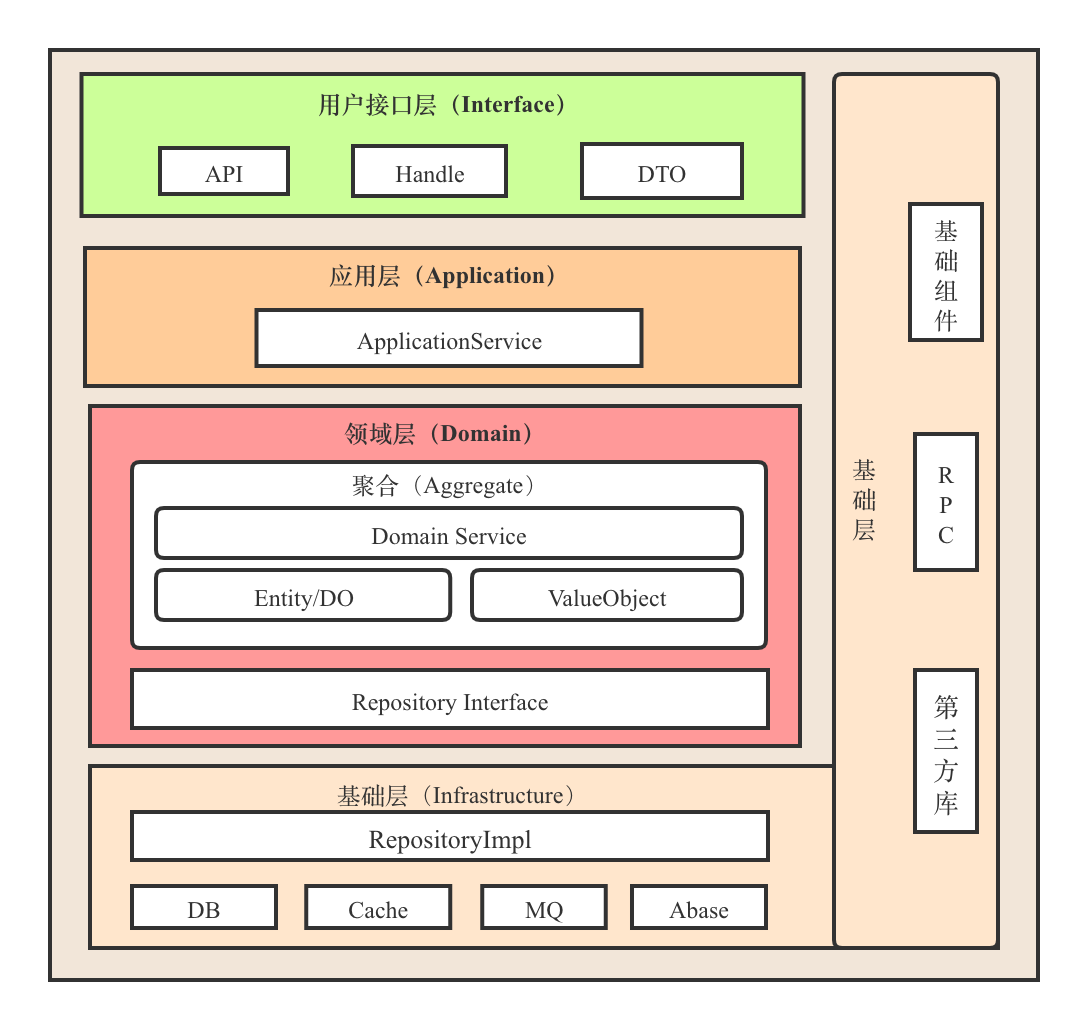 用户接口层（Interface）
API
Handle
DTO
应用层（Application）
ApplicationService
领域层（Domain）
聚合（Aggregate）
Domain Service
Entity/DO
ValueObject
Repository Interface
基础层（Infrastructure）
RepositoryImpl
DB
Cache
MQ
Abase
基础层
基础组件
RPC
第三方库